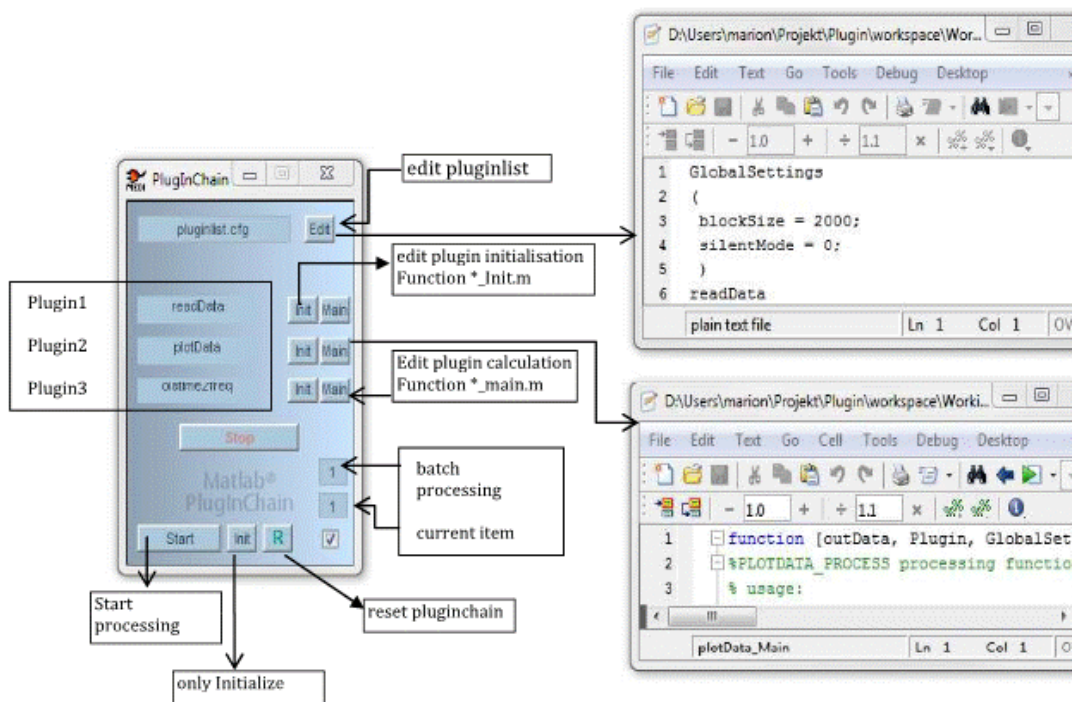 PlugInChain
pluginlist.cfg
Edit
Plugin1
readData
Init
Main
Plugin2
plotData
Init
Main
Plugin3
Init
Main
Stop
Matlab®
PlugInChain
1
1
Start
Init
R
edit pluginlist
edit plugin initialisation
Function *_Init.m
Edit plugin calculation
Function *_main.m
batch
processing
current item
Start
processing
only Initialize
reset pluginchain
D:\Users\marion\Projekt\Plugin\workspace\Wor...
File Edit Text Go Tools Debug Desktop
1.0
1.1
1 GlobalSettings
2 (
3 blockSize = 2000;
4 silentMode = 0;
5 )
6 readData
plain text file
Ln 1 Col 1
D:\Users\marion\Projekt\Plugin\workspace\Worki...
File Edit Text Go Cell Tools Debug Desktop
1.0
1.1
1 function [outData, Plugin, GlobalSet
2 %PLOTDATA_PROCESS processing functio
3 % usage:
plotData_Main
Ln 1 Col 1